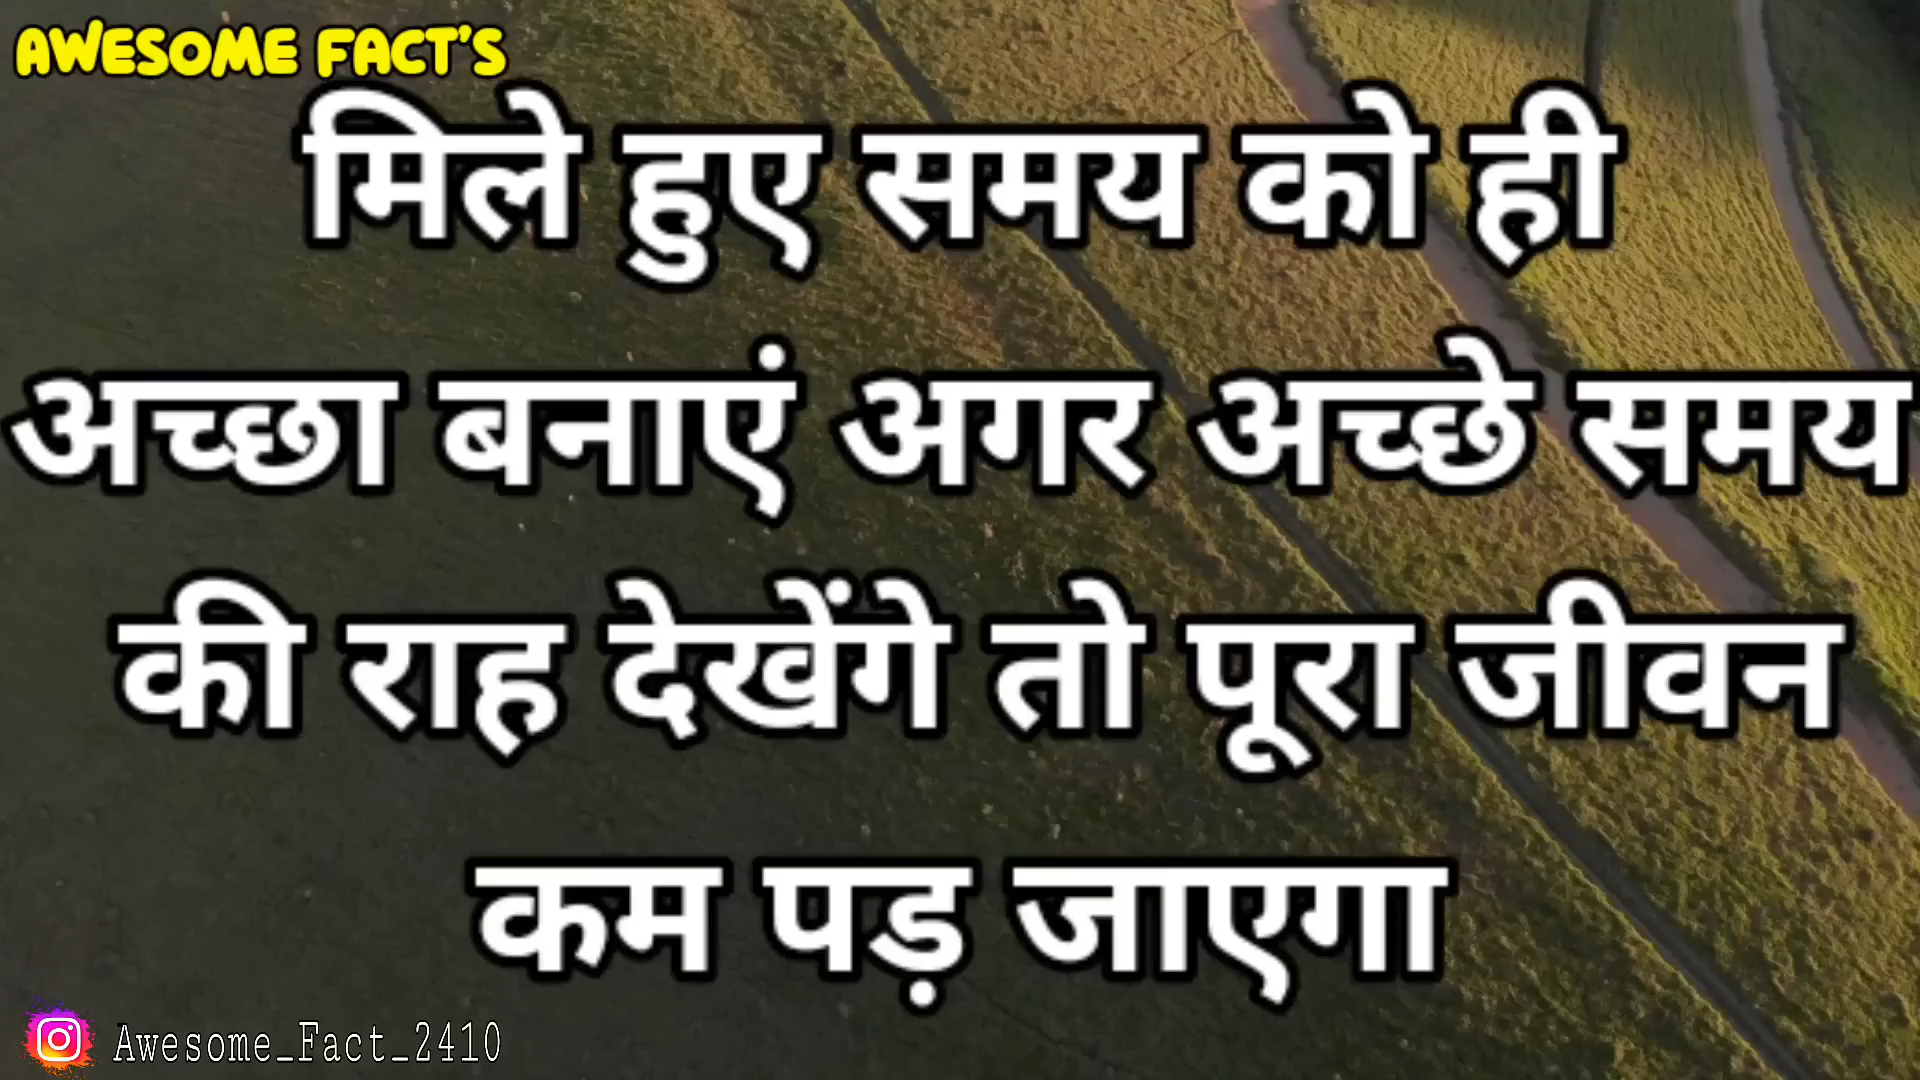 AWESOME FACT'S
मिले हुए समय को ही
अच्छा बनाएं अगर अच्छे समय
की राह देखेंगे तो पूरा जीवन
कम पड़ जाएगा
Awesome_Fact_2410